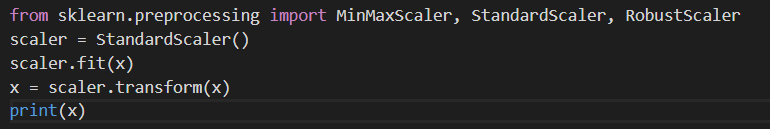 from sklearn.preprocessing import MinMaxScaler, StandardScaler, RobustScaler
scaler = StandardScaler()
scaler.fit(x)
x = scaler.transform(x)
print(x)